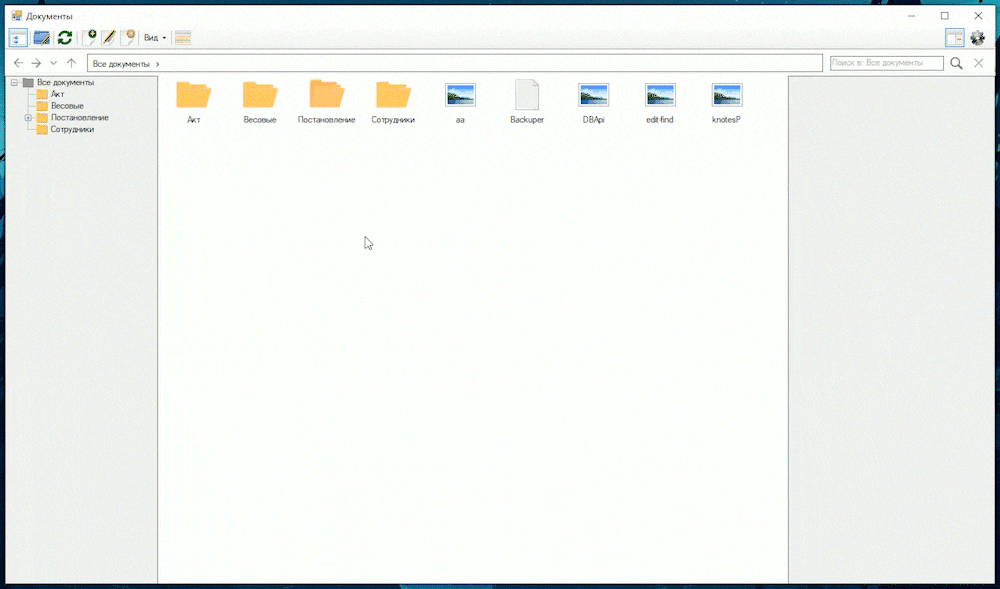 Документы
Вид
Все документы
Поиск в: Все документы
Все документы
Акт
Весовые
Постановление
Сотрудники
Акт
Весовые
Постановление
Сотрудники
aa
Backuper
DBApi
edit-find
knotesP